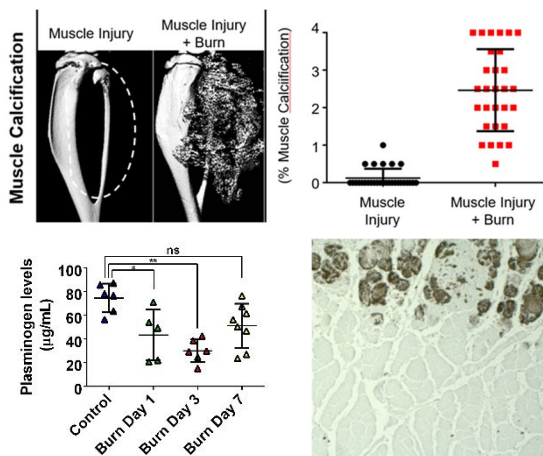 Muscle Calcification
Muscle Injury
Muscle Injury
+ Burn
(% Muscle Calciification)
4
3
2
1
0
Muscle
Injury
Muscle Injury
+ Burn
Plasminogen levels
(µg/mL)
100
80
60
40
20
0
ns
**
*
Control
Burn Day 1
Burn Day 3
Burn Day 7